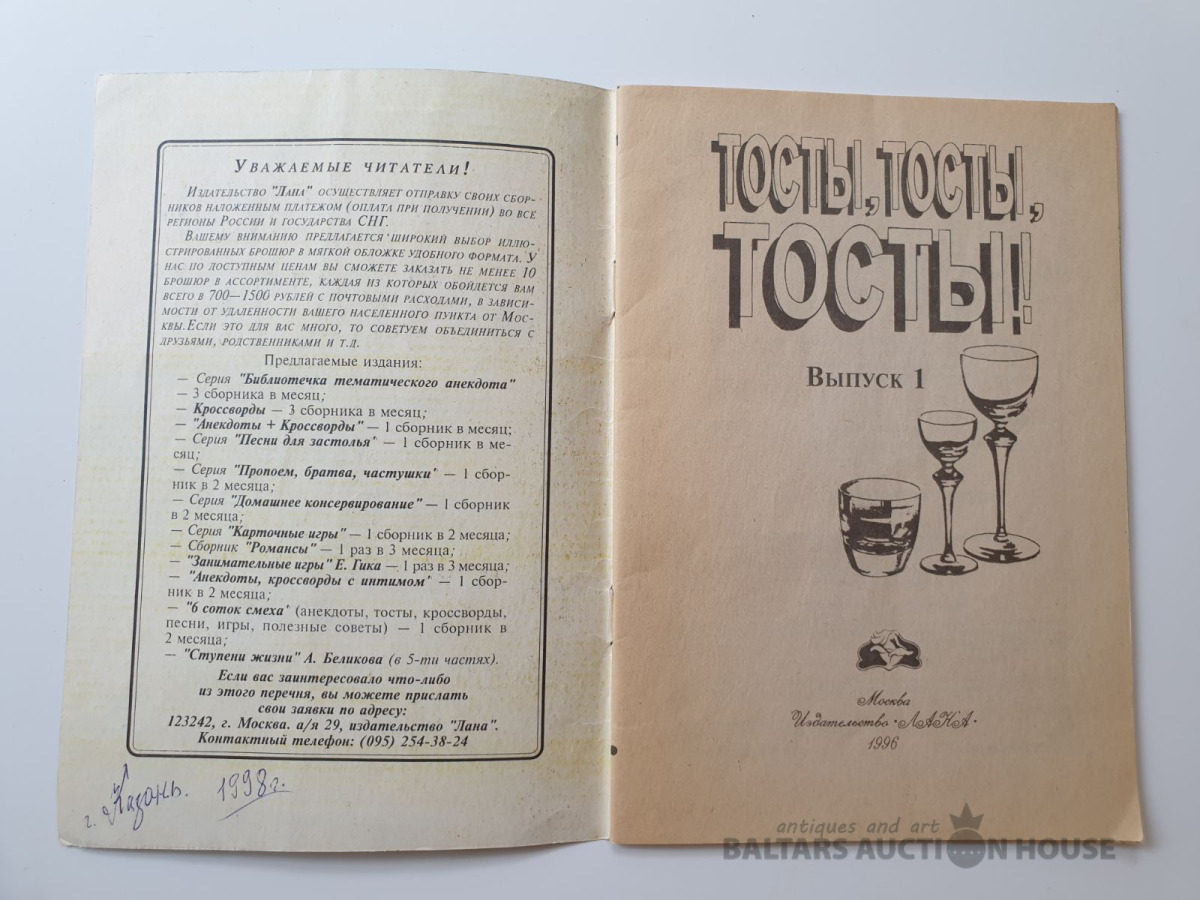 Уважаемые читатели!
Издательство "Лана" осуществляет отправку своих сбор-
ников наложенным платежом (оплата при получении) во все
регионы России и государства СНГ.
Вашему вниманию предлагается широкий выбор иллю-
стрированных брошюр в мягкой обложке удобного формата. У
нас по доступным ценам вы сможете заказать не менее 10
брошюр в ассортименте, каждая из которых обойдется вам
всего в 700—1500 рублей с почтовыми расходами, в зависи-
мости от удаленности вашего населенного пункта от Мос-
квы.Если это для вас много, то советуем объединиться с
друзьями, родственниками и т.д.
Предлагаемые издания:
— Серия "Библиотечка тематического анекдота"
— 3 сборника в месяц;
— Кроссворды — 3 сборника в месяц;
— "Анекдоты + Кроссворды" — 1 сборник в месяц;
— Серия "Песни для застолья" — 1 сборник в ме-
сяц;
— Серия "Пропоем, братва, частушки" — 1 сбор-
ник в 2 месяца;
— Серия "Домашнее консервирование" — 1 сборник
в 2 месяца;
— Серия "Карточные игры" — 1 сборник в 2 месяца;
— Сборник "Романсы" — 1 раз в 3 месяца;
— "Занимательные игры" Е. Гика — 1 раз в 3 месяца;
— "Анекдоты, кроссворды с интимом" — 1 сбор-
ник в 2 месяца;
— "6 соток смеха" (анекдоты, тосты, кроссворды,
песни, игры, полезные советы) — 1 сборник в
2 месяца;
— "Ступени жизни" А. Беликова (в 5-ти частях).
Если вас заинтересовало что-либо
из этого перечня, вы можете прислать
свои заявки по адресу:
123242, г. Москва. а/я 29, издательство "Лана".
Контактный телефон: (095) 254-38-24
г. Казань. 1998г.
ТОСТЫ, ТОСТЫ,
ТОСТЫ!!
Выпуск 1
Москва
Издательство "ЛАНА"
1996
antiques and art
BALTARS AUCTION HOUSE